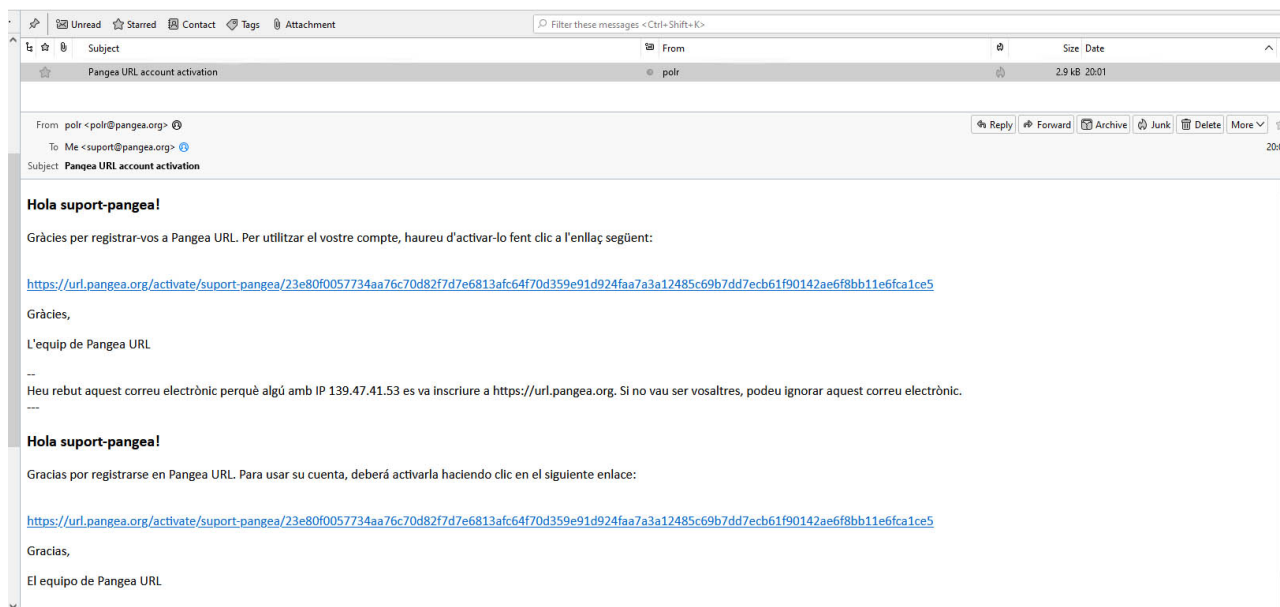 Unread Starred Contact Tags Attachment Filter these messages <Ctrl+Shift+K>
Subject From Size Date
Pangea URL account activation polr 2.9 kB 20:01
From polr <polr@pangea.org> Reply Forward Archive Junk Delete More
To Me <suport@pangea.org>
Subject Pangea URL account activation
Hola suport-pangea!
Gràcies per registrar-vos a Pangea URL. Per utilitzar el vostre compte, haureu d'activar-lo fent clic a l'enllaç següent:
https://url.pangea.org/activate/suport-pangea/23e80f0057734aa76c70d82f7d7e6813afc64f70d359e91d924faa7a3a12485c69b7dd7ecb61f90142ae6f8bb11e6fca1ce5
Gràcies,
L'equip de Pangea URL
--
Heu rebut aquest correu electrònic perquè algú amb IP 139.47.41.53 es va inscriure a https://url.pangea.org. Si no vau ser vosaltres, podeu ignorar aquest correu electrònic.
---
Hola suport-pangea!
Gracias por registrarse en Pangea URL. Para usar su cuenta, deberá activarla haciendo clic en el siguiente enlace:
https://url.pangea.org/activate/suport-pangea/23e80f0057734aa76c70d82f7d7e6813afc64f70d359e91d924faa7a3a12485c69b7dd7ecb61f90142ae6f8bb11e6fca1ce5
Gracias,
El equipo de Pangea URL